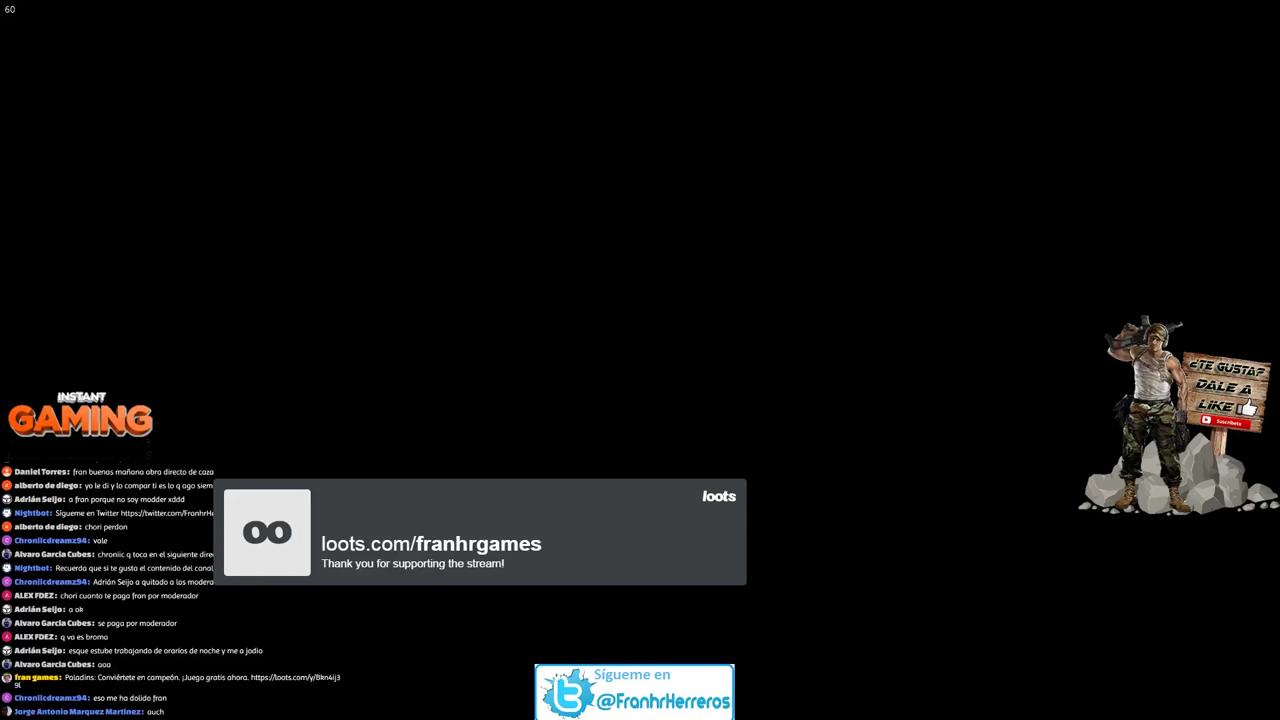 60
INSTANT
GAMING
¿TE GUSTA?
DALE A
LIKE
Suscríbete
Daniel Torres: fran buenas mañana abra directo de caza
alberto de diego: yo le di y lo compar ti es lo q ago siem
Adrián Seijo: a fran porque no soy modder xddd
Nightbot: Sígueme en Twitter https://twitter.com/FranhrHe
alberto de diego: chori perdon
Chroniicdreamz94: vale
Alvaro Garcia Cubes: chroniic q toca en el siguiente dire
Nightbot: Recuerda que si te gusta el contenido del canal
Chroniicdreamz94: Adrián Seijo a quitado a los modera
ALEX FDEZ: chori cuanto te paga fran por moderador
Adrián Seijo: a ok
Alvaro Garcia Cubes: se paga por moderador
ALEX FDEZ: q va es broma
Adrián Seijo: esque estube trabajando de orarios de noche y me a jodio
Alvaro Garcia Cubes: aaa
fran games: Paladins: Conviértete en campeón. ¡Juego gratis ahora. https://loots.com/y/Bkn4ij3
9l
Chroniicdreamz94: eso me ha dolido fran
Jorge Antonio Marquez Martinez: auch
loots
loots.com/franhrgames
Thank you for supporting the stream!
Sígueme en
@FranhrHerreros